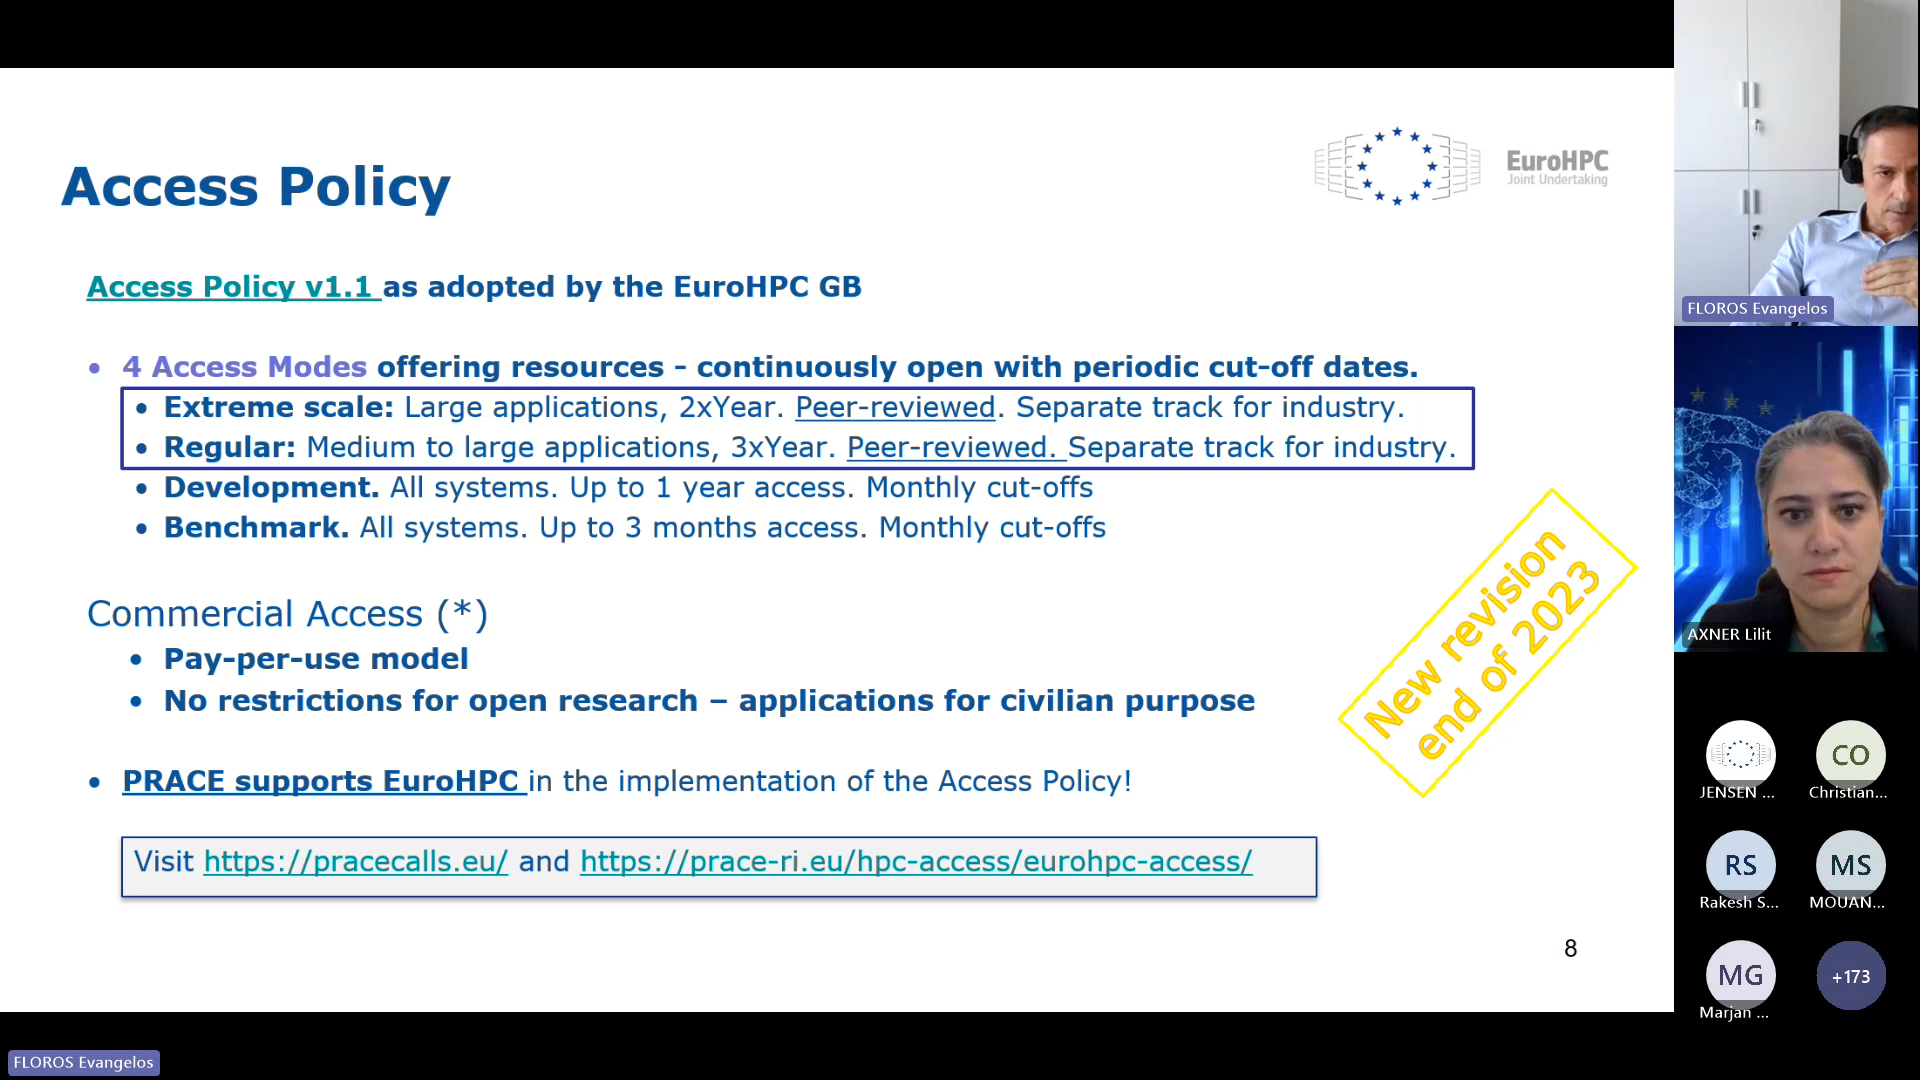 Access Policy
EuroHPC
Joint Undertaking
Access Policy v1.1 as adopted by the EuroHPC GB
• 4 Access Modes offering resources - continuously open with periodic cut-off dates.
• Extreme scale: Large applications, 2xYear. Peer-reviewed. Separate track for industry.
• Regular: Medium to large applications, 3xYear. Peer-reviewed. Separate track for industry.
• Development. All systems. Up to 1 year access. Monthly cut-offs
• Benchmark. All systems. Up to 3 months access. Monthly cut-offs
New revision
end of 2023
Commercial Access (*)
• Pay-per-use model
• No restrictions for open research – applications for civilian purpose
• PRACE supports EuroHPC in the implementation of the Access Policy!
Visit https://pracecalls.eu/ and https://prace-ri.eu/hpc-access/eurohpc-access/
8
FLOROS Evangelos
FLOROS Evangelos
AXNER Lilit
JENSEN ...
CO
Christian...
RS
Rakesh S...
MS
MOUAN...
MG
Marjan ...
+173